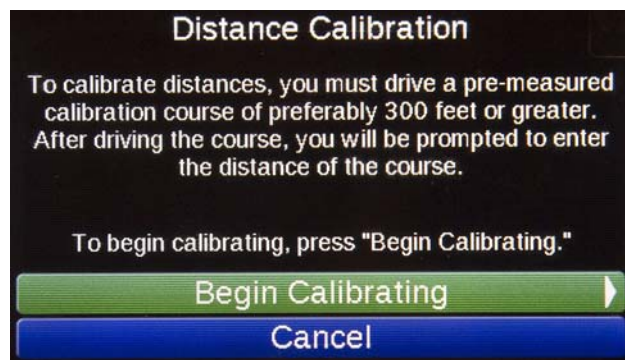 Distance Calibration
To calibrate distances, you must drive a pre-measured
calibration course of preferably 300 feet or greater.
After driving the course, you will be prompted to enter
the distance of the course.
To begin calibrating, press "Begin Calibrating."
Begin Calibrating
Cancel